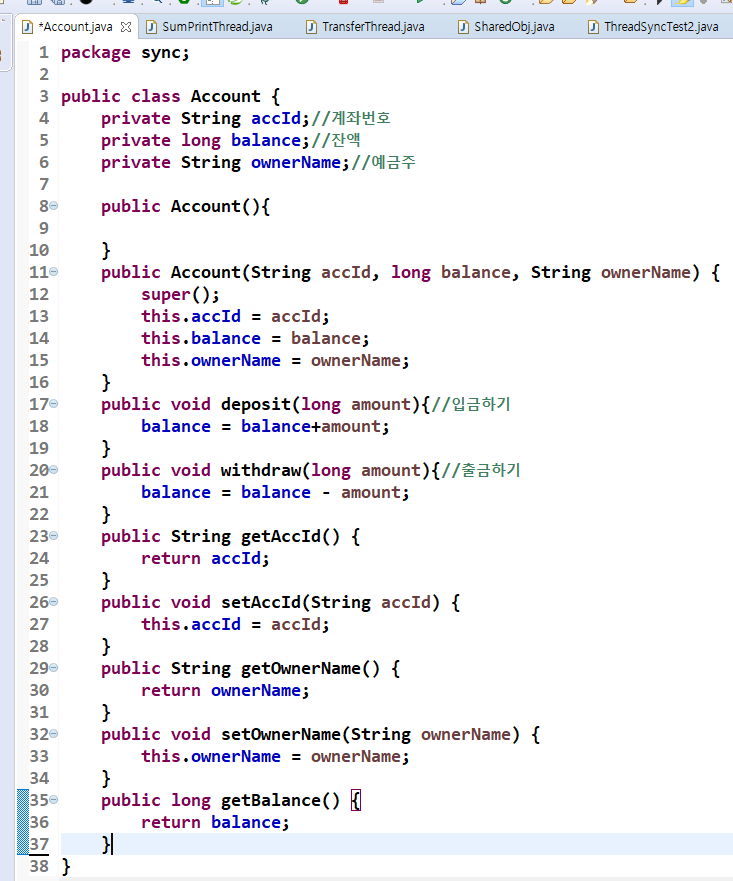 *Account.java SumPrintThread.java TransferThread.java SharedObj.java ThreadSyncTest2.java
1 package sync;
2
3 public class Account {
4     private String accId;//계좌번호
5     private long balance;//잔액
6     private String ownerName;//예금주
7
8     public Account(){
9
10     }
11     public Account(String accId, long balance, String ownerName) {
12         super();
13         this.accId = accId;
14         this.balance = balance;
15         this.ownerName = ownerName;
16     }
17     public void deposit(long amount){//입금하기
18         balance = balance+amount;
19     }
20     public void withdraw(long amount){//출금하기
21         balance = balance - amount;
22     }
23     public String getAccId() {
24         return accId;
25     }
26     public void setAccId(String accId) {
27         this.accId = accId;
28     }
29     public String getOwnerName() {
30         return ownerName;
31     }
32     public void setOwnerName(String ownerName) {
33         this.ownerName = ownerName;
34     }
35     public long getBalance() {
36         return balance;
37     }
38 }